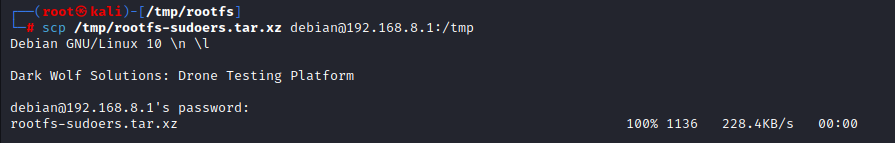 ┌──(root㉿kali)-[/tmp/rootfs]
└─# scp /tmp/rootfs-sudoers.tar.xz debian@192.168.8.1:/tmp
Debian GNU/Linux 10 \n \l
Dark Wolf Solutions: Drone Testing Platform
debian@192.168.8.1's password:
rootfs-sudoers.tar.xz 100% 1136 228.4KB/s 00:00